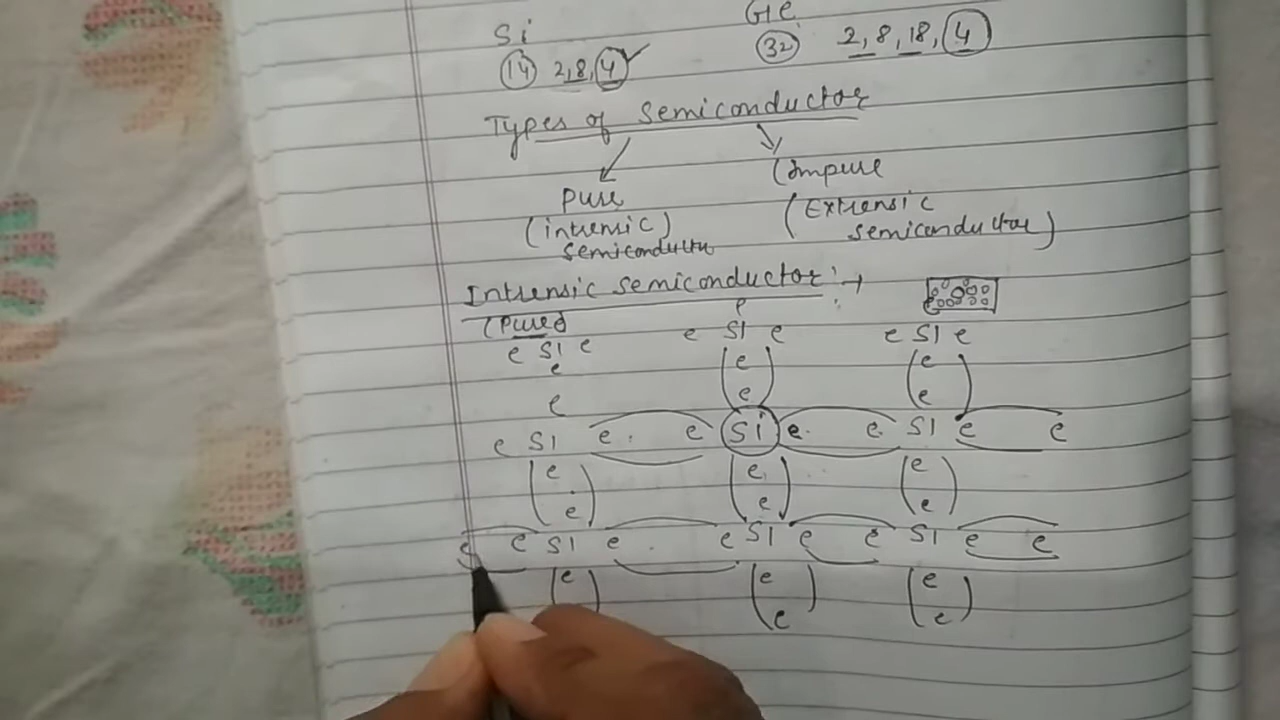 Si Ge
14 2,8,4 32 2,8,18,4
Types of semiconductor
Pure Impure
(intrensic) (Extrensic
semiconductor semiconductor)
Intrensic semiconductor :→
(Pure)
e
e SI e e SI e e SI e
e e e
e e e
e SI e e Si e e SI e e
e e e
e e e
e e SI e e SI e e SI e e
e e e
e e